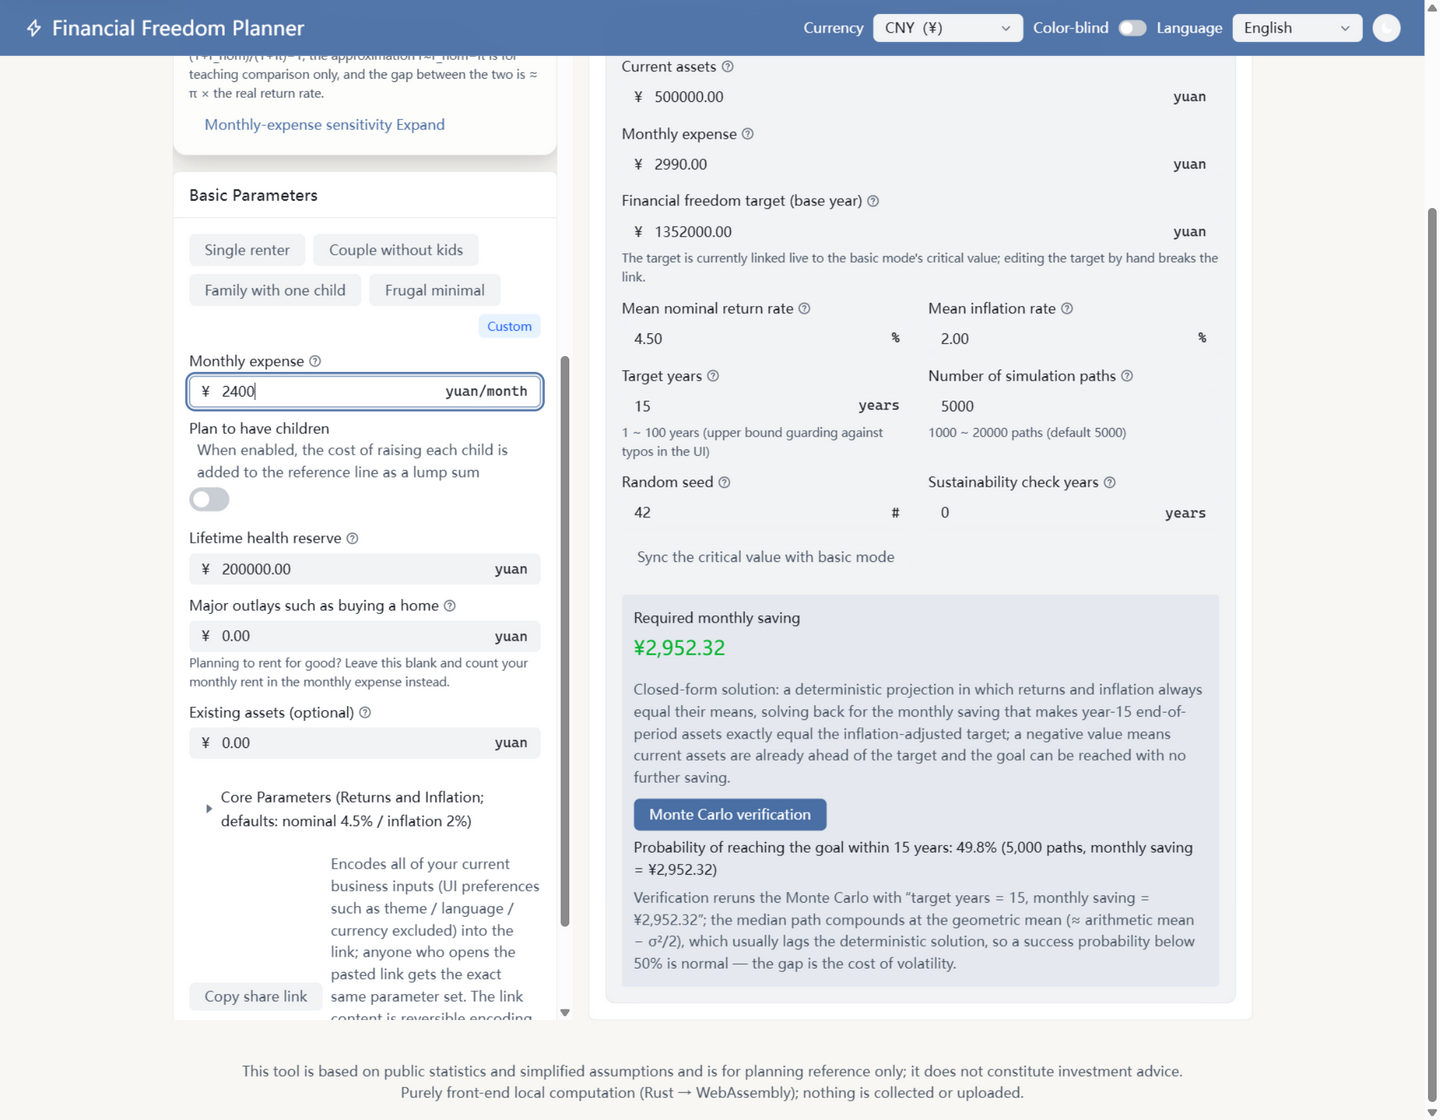 Financial Freedom Planner
Currency
CNY (¥)
Color-blind
Language
English
teaching comparison only, and the gap between the two is ≈
π × the real return rate.
Monthly-expense sensitivity Expand
Basic Parameters
Single renter
Couple without kids
Family with one child
Frugal minimal
Custom
Monthly expense
¥ 2400 yuan/month
Plan to have children
When enabled, the cost of raising each child is
added to the reference line as a lump sum
Lifetime health reserve
¥ 200000.00 yuan
Major outlays such as buying a home
¥ 0.00 yuan
Planning to rent for good? Leave this blank and count your
monthly rent in the monthly expense instead.
Existing assets (optional)
¥ 0.00 yuan
Core Parameters (Returns and Inflation;
defaults: nominal 4.5% / inflation 2%)
Encodes all of your current
business inputs (UI preferences
such as theme / language /
currency excluded) into the
link; anyone who opens the
pasted link gets the exact
same parameter set. The link
content is reversible encoding
Copy share link
Current assets
¥ 500000.00 yuan
Monthly expense
¥ 2990.00 yuan
Financial freedom target (base year)
¥ 1352000.00 yuan
The target is currently linked live to the basic mode's critical value; editing the target by hand breaks the
link.
Mean nominal return rate
4.50 %
Mean inflation rate
2.00 %
Target years
15 years
1 ~ 100 years (upper bound guarding against
typos in the UI)
Number of simulation paths
5000
1000 ~ 20000 paths (default 5000)
Random seed
42 #
Sustainability check years
0 years
Sync the critical value with basic mode
Required monthly saving
¥2,952.32
Closed-form solution: a deterministic projection in which returns and inflation always
equal their means, solving back for the monthly saving that makes year-15 end-of-
period assets exactly equal the inflation-adjusted target; a negative value means
current assets are already ahead of the target and the goal can be reached with no
further saving.
Monte Carlo verification
Probability of reaching the goal within 15 years: 49.8% (5,000 paths, monthly saving
= ¥2,952.32)
Verification reruns the Monte Carlo with “target years = 15, monthly saving =
¥2,952.32”; the median path compounds at the geometric mean (≈ arithmetic mean
− σ²/2), which usually lags the deterministic solution, so a success probability below
50% is normal — the gap is the cost of volatility.
This tool is based on public statistics and simplified assumptions and is for planning reference only; it does not constitute investment advice.
Purely front-end local computation (Rust → WebAssembly); nothing is collected or uploaded.